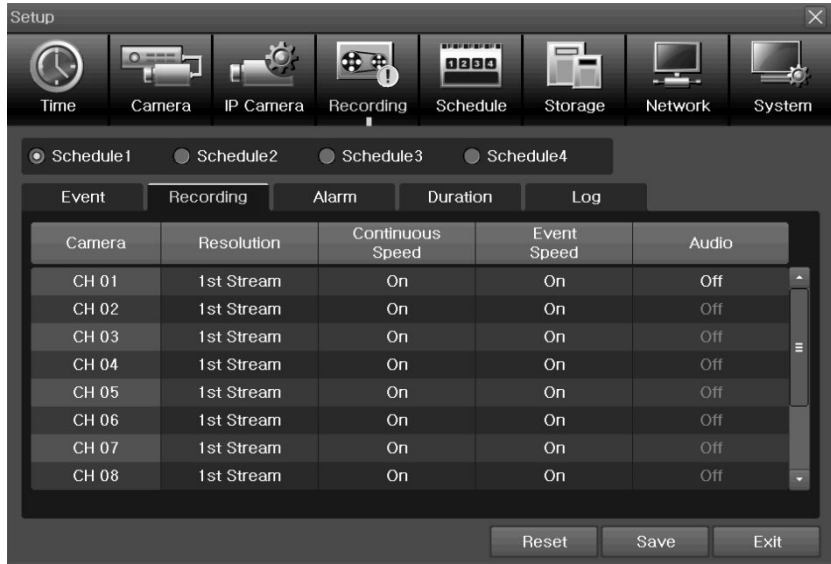 Setup
1234
Time Camera IP Camera Recording Schedule Storage Network System
Schedule1 Schedule2 Schedule3 Schedule4
Event Recording Alarm Duration Log
Camera Resolution Continuous Speed Event Speed Audio
CH 01 1st Stream On On Off
CH 02 1st Stream On On Off
CH 03 1st Stream On On Off
CH 04 1st Stream On On Off
CH 05 1st Stream On On Off
CH 06 1st Stream On On Off
CH 07 1st Stream On On Off
CH 08 1st Stream On On Off
Reset Save Exit